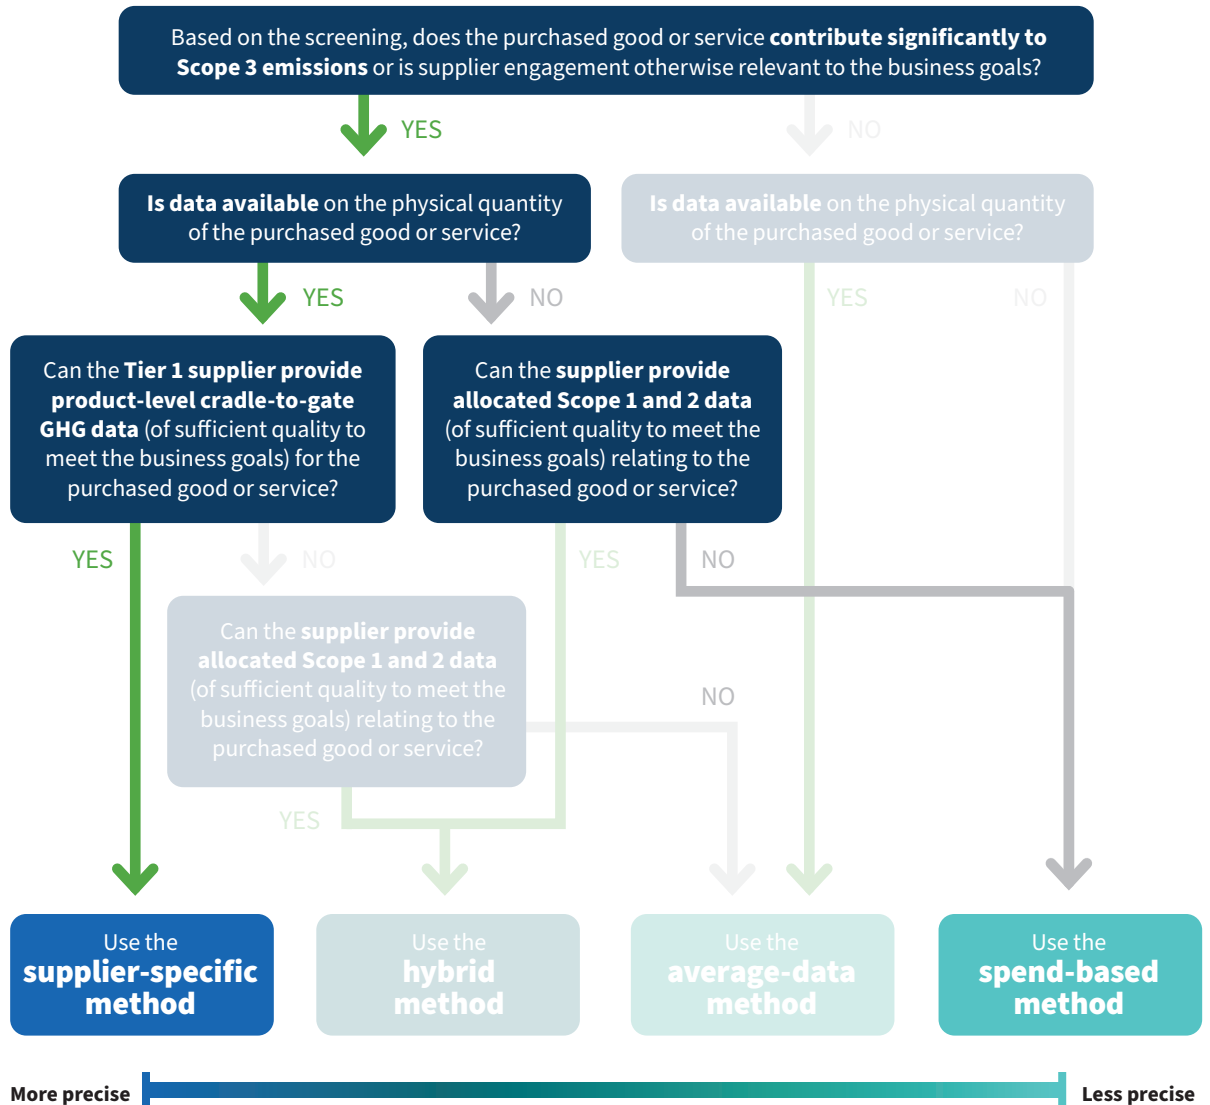 Based on the screening, does the purchased good or service contribute significantly to
Scope 3 emissions or is supplier engagement otherwise relevant to the business goals?
YES
NO
Is data available on the physical quantity
of the purchased good or service?
Is data available on the physical quantity
of the purchased good or service?
YES
NO
YES
NO
Can the Tier 1 supplier provide
product-level cradle-to-gate
GHG data (of sufficient quality to
meet the business goals) for the
purchased good or service?
Can the supplier provide
allocated Scope 1 and 2 data
(of sufficient quality to meet the
business goals) relating to the
purchased good or service?
YES
NO
YES
NO
Can the supplier provide
allocated Scope 1 and 2 data
(of sufficient quality to meet the
business goals) relating to the
purchased good or service?
NO
YES
Use the
supplier-specific
method
Use the
hybrid
method
Use the
average-data
method
Use the
spend-based
method
More precise
Less precise